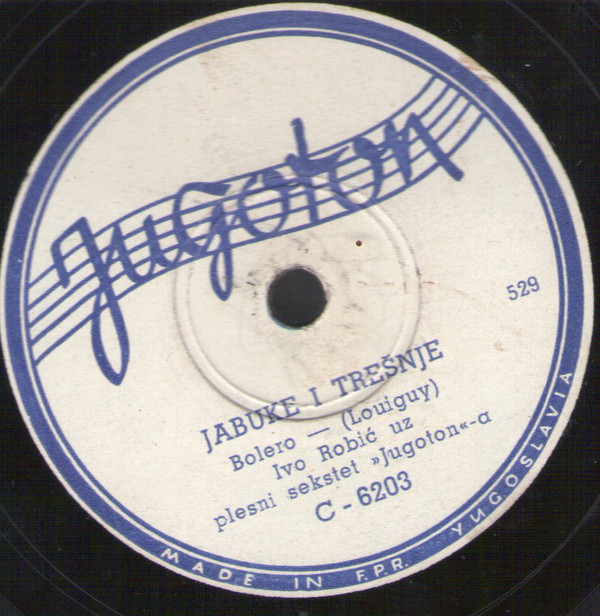 Jugoton
529
JABUKE I TREŠNJE
Bolero — (Louiguy)
Ivo Robić uz
plesni sekstet »Jugoton«-a
C - 6203
MADE IN F.P.R. YUGOSLAVIA